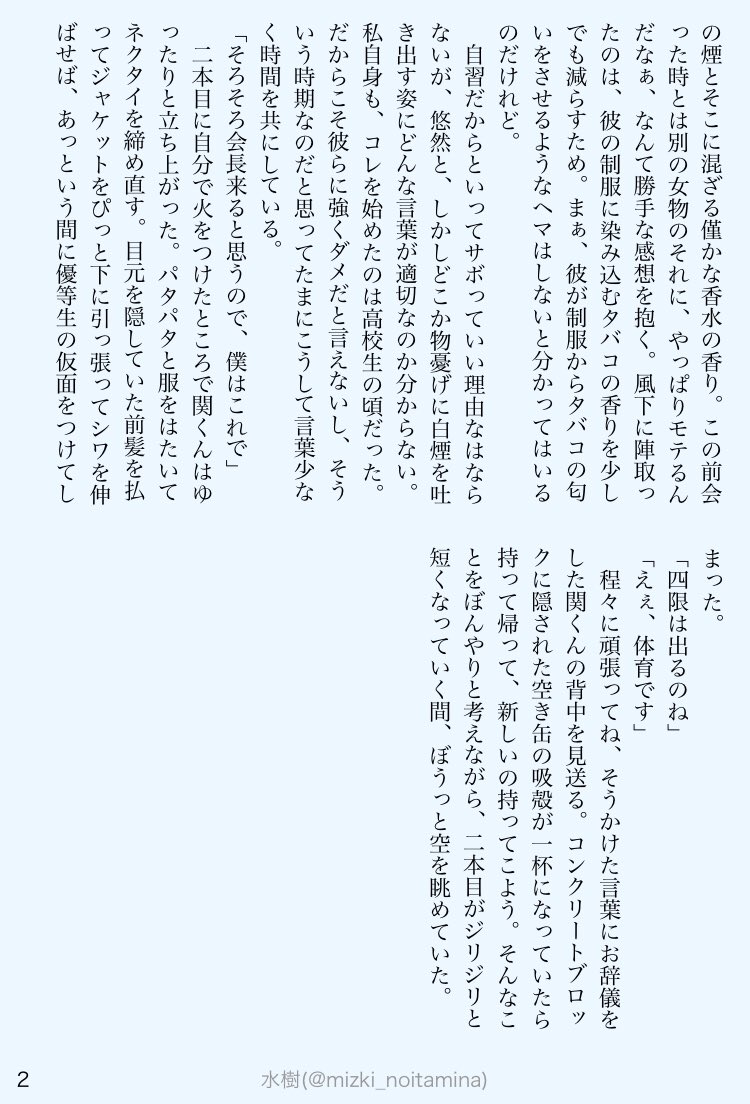 の煙とそこに混ざる僅かな香水の香り。この前会
った時とは別の女物のそれに、やっぱりモテるん
だなぁ、なんて勝手な感想を抱く。風下に陣取っ
たのは、彼の制服に染み込むタバコの香りを少し
でも減らすため。まぁ、彼が制服からタバコの匂
いをさせるようなヘマはしないと分かってはいる
のだけれど。
　自習だからといってサボっていい理由なはなら
ないが、悠然と、しかしどこか物憂げに白煙を吐
き出す姿にどんな言葉が適切なのか分からない。
私自身も、コレを始めたのは高校生の頃だった。
だからこそ彼らに強くダメだと言えないし、そう
いう時期なのだと思ってたまにこうして言葉少な
く時間を共にしている。
「そろそろ会長来ると思うので、僕はこれで」
　二本目に自分で火をつけたところで関くんはゆ
ったりと立ち上がった。パタパタと服をはたいて
ネクタイを締め直す。目元を隠していた前髪を払
ってジャケットをぴっと下に引っ張ってシワを伸
ばせば、あっという間に優等生の仮面をつけてし
まった。
「四限は出るのね」
「えぇ、体育です」
　程々に頑張ってね、そうかけた言葉にお辞儀を
した関くんの背中を見送る。コンクリートブロッ
クに隠された空き缶の吸殻が一杯になっていたら
持って帰って、新しいの持ってこよう。そんなこ
とをぼんやりと考えながら、二本目がジリジリと
短くなっていく間、ぼうっと空を眺めていた。
2
水樹(@mizki_noitamina)